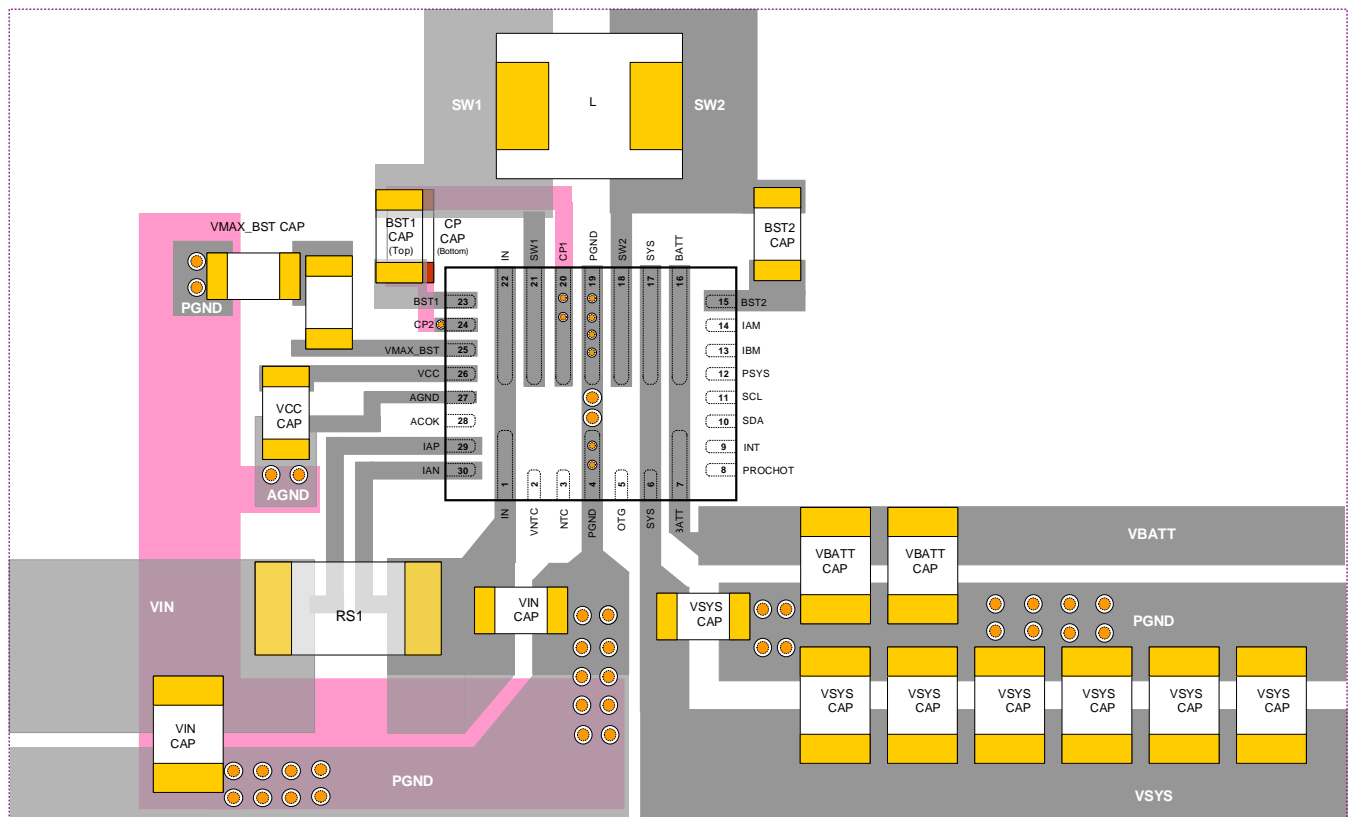 SW1
L
SW2
VMAX_BST CAP
BST1
CAP
(Top)
CP
CAP
(Bottom)
BST2
CAP
IN
SW1
CP1
PGND
SW2
SYS
BATT
22
21
20
19
18
17
16
PGND
BST1 23
CP2 24
VMAX_BST 25
VCC 26
AGND 27
ACOK 28
IAP 29
IAN 30
15 BST2
14 IAM
13 IBM
12 PSYS
11 SCL
10 SDA
9 INT
8 PROCHOT
VCC
CAP
AGND
1
2
3
4
5
6
7
IN
VNTC
NTC
PGND
OTG
SYS
BATT
VBATT
VBATT
CAP
VBATT
CAP
VIN
RS1
VIN
CAP
VSYS
CAP
PGND
VIN
CAP
VSYS
CAP
VSYS
CAP
VSYS
CAP
VSYS
CAP
VSYS
CAP
VSYS
CAP
PGND
VSYS